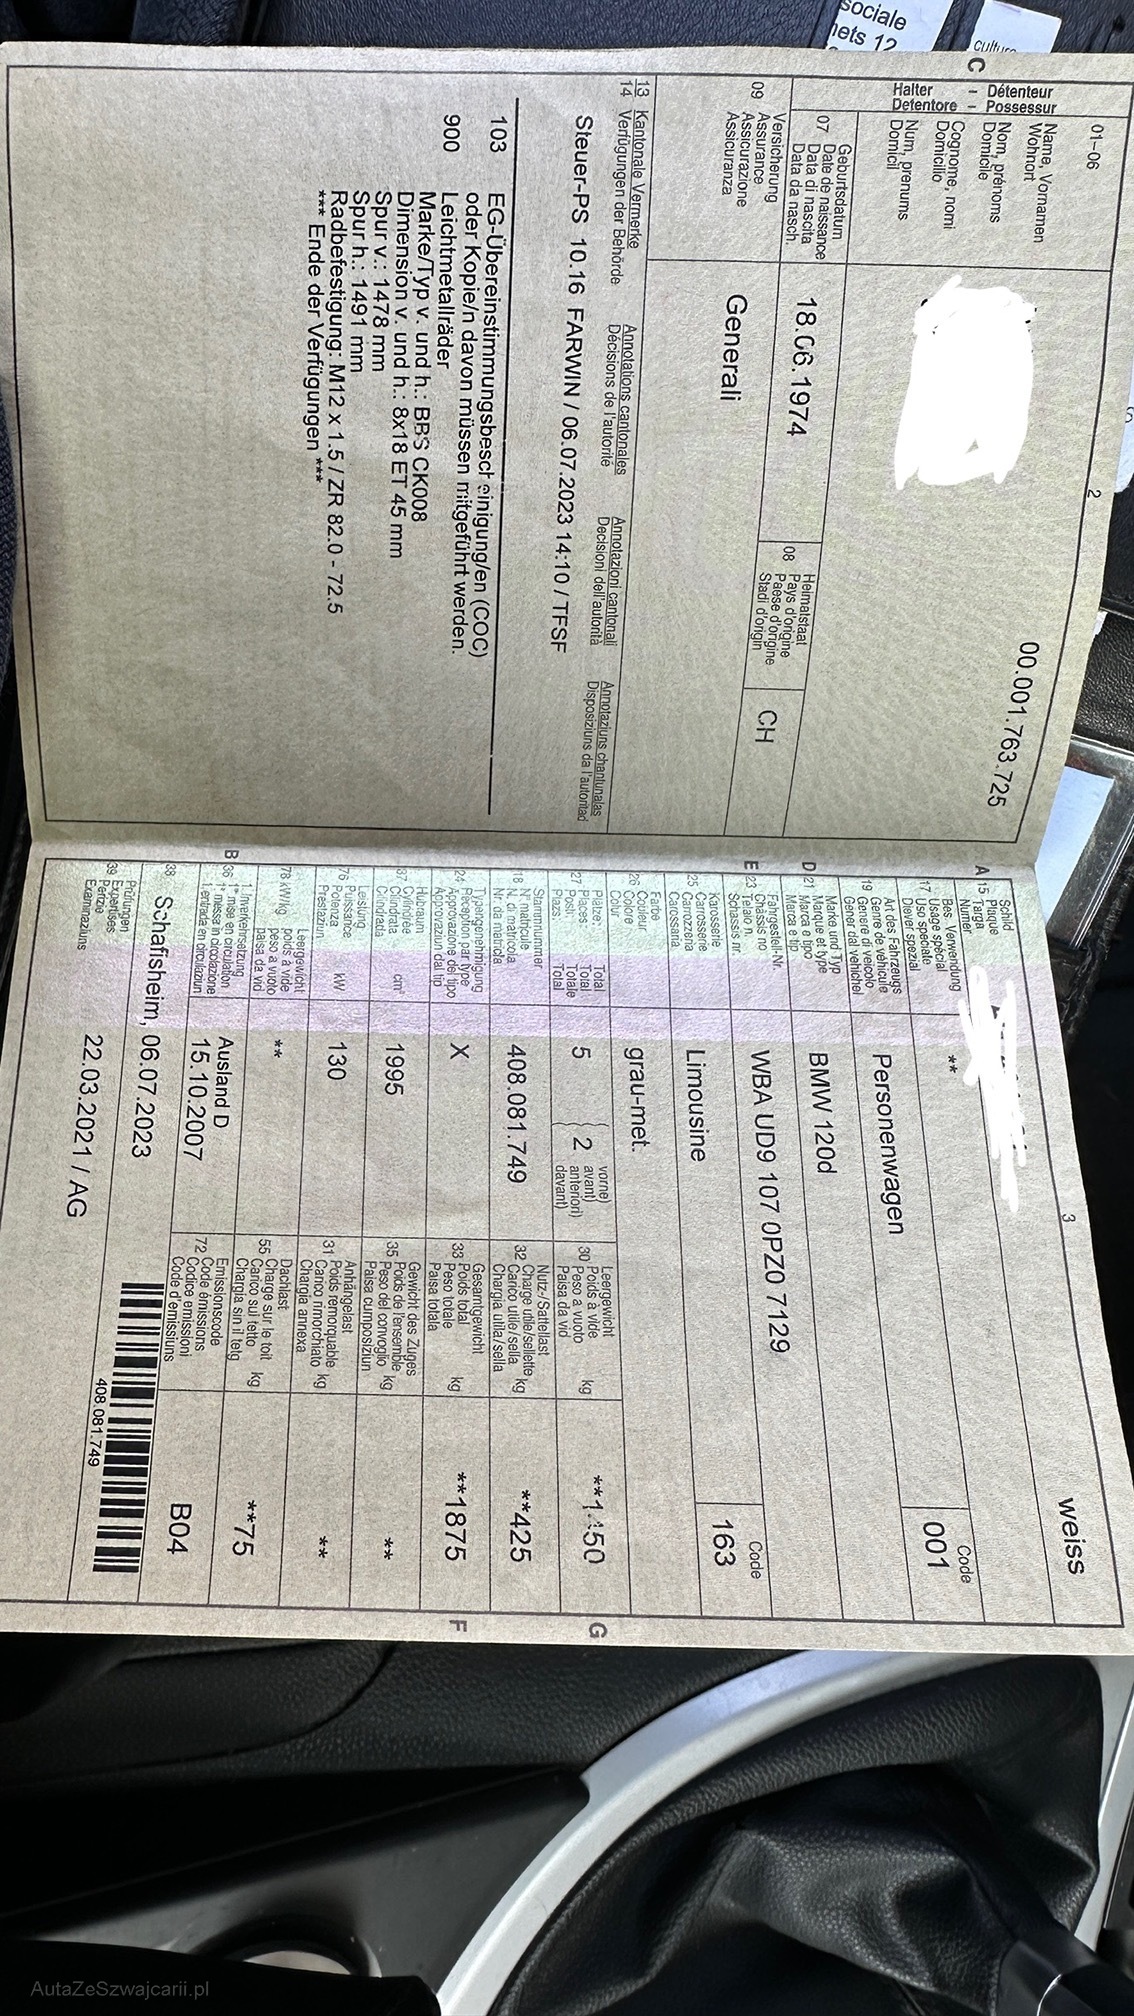 sociale
nets 12
C
Halter - Détenteur
Detentore - Possessur
01-06
Name, Vornamen
Wohnort
Nom, prénoms
Domicile
Cognome, nomi
Domicilio
Num, prenums
Domicil
2
00.001.763.725
07
Geburtsdatum
Date de naissance
Data di nascita
Data da nasch.
18.06.1974
08
Heimatstaat
Pays d'origine
Paese d'origine
Stadi d'origin
CH
09
Versicherung
Assurance
Assicurazione
Assicuranza
Generali
13 Kantonale Vermerke
14 Verfügungen der Behörde
Annotations cantonales
Décisions de l'autorité
Annotazioni cantonali
Decisioni dell'autorità
Annotaziuns chantunalas
Disposiziuns da l'autoritad
Steuer-PS 10.16 FARWIN / 06.07.2023 14:10 / TFSF
103 EG-Übereinstimmungsbescheinigung/en (COC)
oder Kopie/n davon müssen mitgeführt werden.
900 Leichtmetallräder
Marke/Typ v. und h.: BBS CK008
Dimension v. und h.: 8x18 ET 45 mm
Spur v.: 1478 mm
Spur h.: 1491 mm
Radbefestigung: M12 x 1.5 / ZR 82.0 - 72.5
*** Ende der Verfügungen ***
3
weiss
A 15
Schild
Plaque
Targa
Numer
17
Bes. Verwendung
Usage spécial
Uso speciale
Diever spezial
**
19
Art des Fahrzeugs
Genre de véhicule
Genere di veicolo
Gener dal vehichel
Personenwagen
Code
001
D 21
Marke und Typ
Marque et type
Marca e tipo
Marca e tip
BMW 120d
E 23
Fahrgestell-Nr.
Châssis no
Telaio n.
Schassis nr.
WBA UD9 107 0PZ0 7129
25
Karosserie
Carrosserie
Carrozzeria
Carossaria
Limousine
Code
163
26
Farbe
Couleur
Colore
Colur
grau-met.
27
Plätze: Total
Places: Total
Posti: Totale
Plazs: Total
5
2
vorne)
avant)
anteriori)
davant)
30
Leergewicht
Poids à vide
Peso a vuoto
Paisa da vid
kg
G
18
Stammnummer
N° matricule
N. di matricola
Nr. da matricla
408.081.749
32
Nutz-/Sattellast
Charge utile/sellette
Carico utile/sella
Chargia utila/sella
kg
**425
24
Typengenehmigung
Réception par type
Approvazione del tipo
Approvaziun dal tip
X
33
Gesamtgewicht
Poids total
Peso totale
Paisa totala
kg
**1875
F
37
Hubraum
Cylindrée
Cilindrata
Cilindrada
cm³
1995
35
Gewicht des Zuges
Poids de l'ensemble
Peso del convoglio
Paisa cumposiziun
kg
**
76
Leistung
Puissance
Potenza
Prestaziun
kW
130
31
Anhängelast
Poids remorquable
Carico rimorchiato
Chargia annexa
kg
**
78 kW/kg
Leergewicht
poids à vide
peso a vuoto
paisa da vid
**
55
Dachlast
Charge sur le toit
Carico sul tetto
Chargia sin il tetg
kg
**75
B 36
1. Inverkehrsetzung
1re mise en circulation
1a messa in circolazione
1. entrada en circulaziun
Ausland D
15.10.2007
72
Emissionscode
Code émissions
Codice emissioni
Code d'emissiuns
B04
38
Schafisheim, 06.07.2023
408.081.749
39
Prüfungen
Expertises
Perizie
Examinaziuns
22.03.2021 / AG
AutaZeSzwajcarii.pl